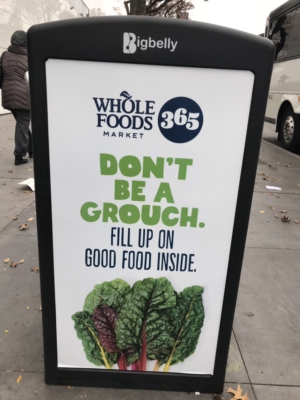 Bigbelly
WHOLE
FOODS
MARKET
365
DON'T
BE A
GROUCH.
FILL UP ON
GOOD FOOD INSIDE.